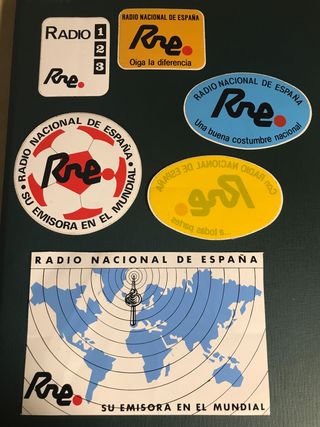 RADIO 1
2
3
Rne.
RADIO NACIONAL DE ESPAÑA
Rne.
Oiga la diferencia
RADIO NACIONAL DE ESPAÑA
Rne.
Una buena costumbre nacional
RADIO NACIONAL DE ESPAÑA
Rne.
SU EMISORA EN EL MUNDIAL
Con RADIO NACIONAL DE ESPAÑA
Rne.
...a todas partes
RADIO NACIONAL DE ESPAÑA
Rne.
SU EMISORA EN EL MUNDIAL